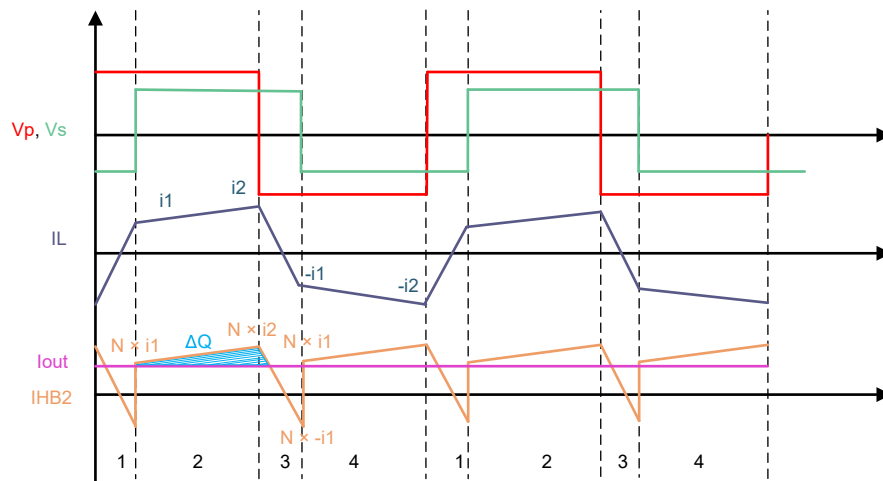 Vp, Vs
i1
i2
IL
-i1
-i2
N × i1
ΔQ
N × i2
N × i1
Iout
IHB2
N × -i1
1 2 3 4 1 2 3 4